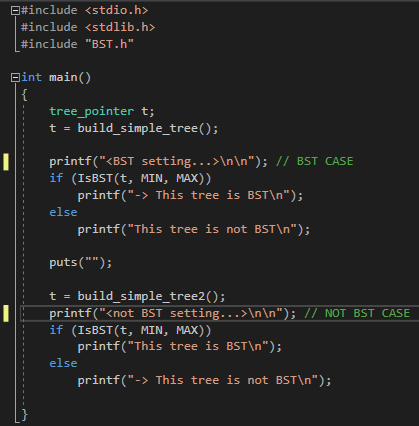 #include <stdio.h>
#include <stdlib.h>
#include "BST.h"
int main()
{
tree_pointer t;
t = build_simple_tree();
printf("<BST setting...>\n\n"); // BST CASE
if (IsBST(t, MIN, MAX))
printf("-> This tree is BST\n");
else
printf("This tree is not BST\n");
puts("");
t = build_simple_tree2();
printf("<not BST setting...>\n\n"); // NOT BST CASE
if (IsBST(t, MIN, MAX))
printf("This tree is BST\n");
else
printf("-> This tree is not BST\n");
}